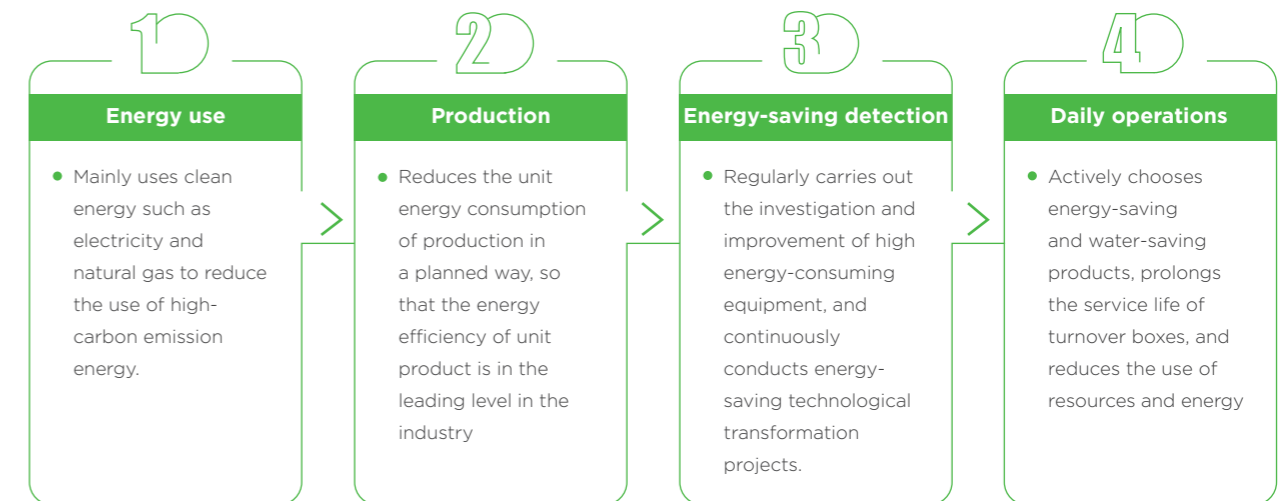 1
Energy use
Mainly uses clean
energy such as
electricity and
natural gas to reduce
the use of high-
carbon emission
energy.
2
Production
Reduces the unit
energy consumption
of production in
a planned way, so
that the energy
efficiency of unit
product is in the
leading level in the
industry
3
Energy-saving detection
Regularly carries out
the investigation and
improvement of high
energy-consuming
equipment, and
continuously
conducts energy-
saving technological
transformation
projects.
4
Daily operations
Actively chooses
energy-saving
and water-saving
products, prolongs
the service life of
turnover boxes, and
reduces the use of
resources and energy